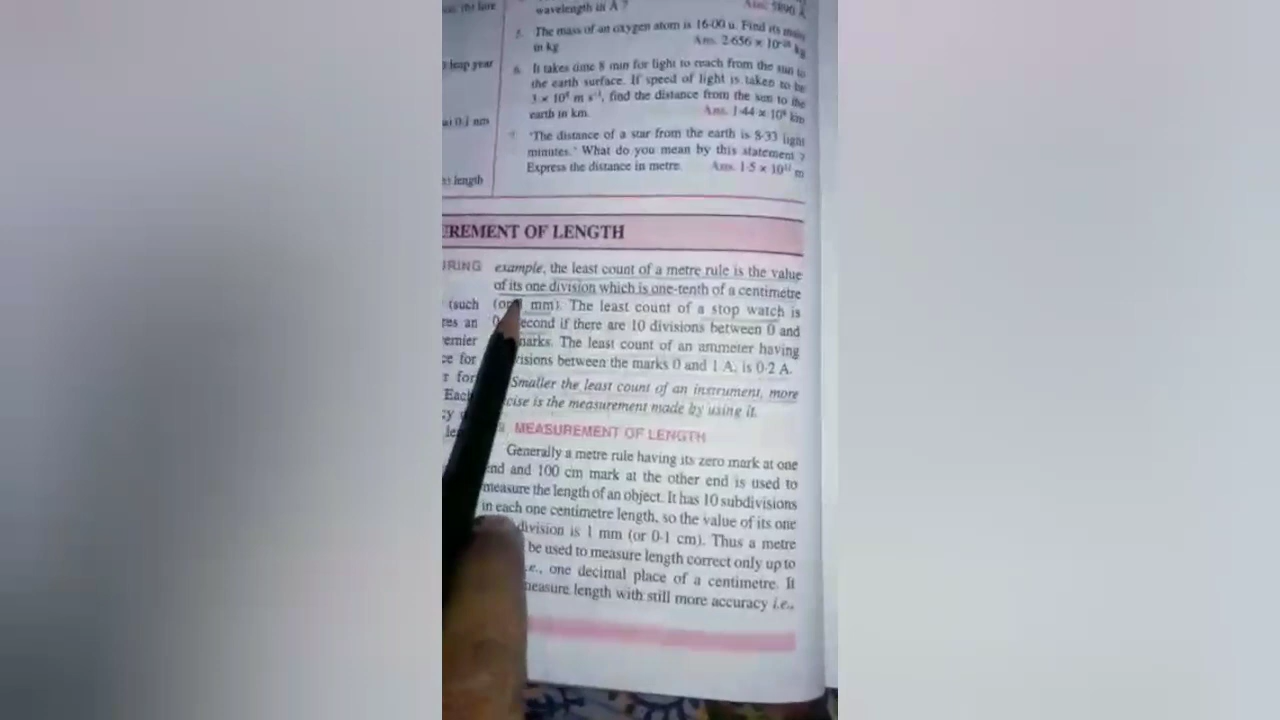 wavelength in Å ?
5. The mass of an oxygen atom is 16·00 u. Find its mass
in kg Ans. 2·656 × 10 kg
6. It takes time 8 min for light to reach from the sun to
the earth surface. If speed of light is taken to be
3 × 10⁸ m s⁻¹, find the distance from the sun to the
earth in km. Ans. 1·44 × 10⁸ km
'The distance of a star from the earth is 8·33 light
minutes.' What do you mean by this statement ?
Express the distance in metre. Ans. 1·5 × 10¹¹ m
leap year
0.1 nm
length
REMENT OF LENGTH
RING
(such
res an
ernier
ce for
r for
Each
example, the least count of a metre rule is the value
of its one division which is one-tenth of a centimetre
(or mm). The least count of a stop watch is
econd if there are 10 divisions between 0 and
marks. The least count of an ammeter having
isions between the marks 0 and 1 A, is 0·2 A.
Smaller the least count of an instrument, more
cise is the measurement made by using it.
MEASUREMENT OF LENGTH
Generally a metre rule having its zero mark at one
end and 100 cm mark at the other end is used to
measure the length of an object. It has 10 subdivisions
in each one centimetre length, so the value of its one
division is 1 mm (or 0·1 cm). Thus a metre
be used to measure length correct only up to
i.e., one decimal place of a centimetre. It
measure length with still more accuracy i.e.,